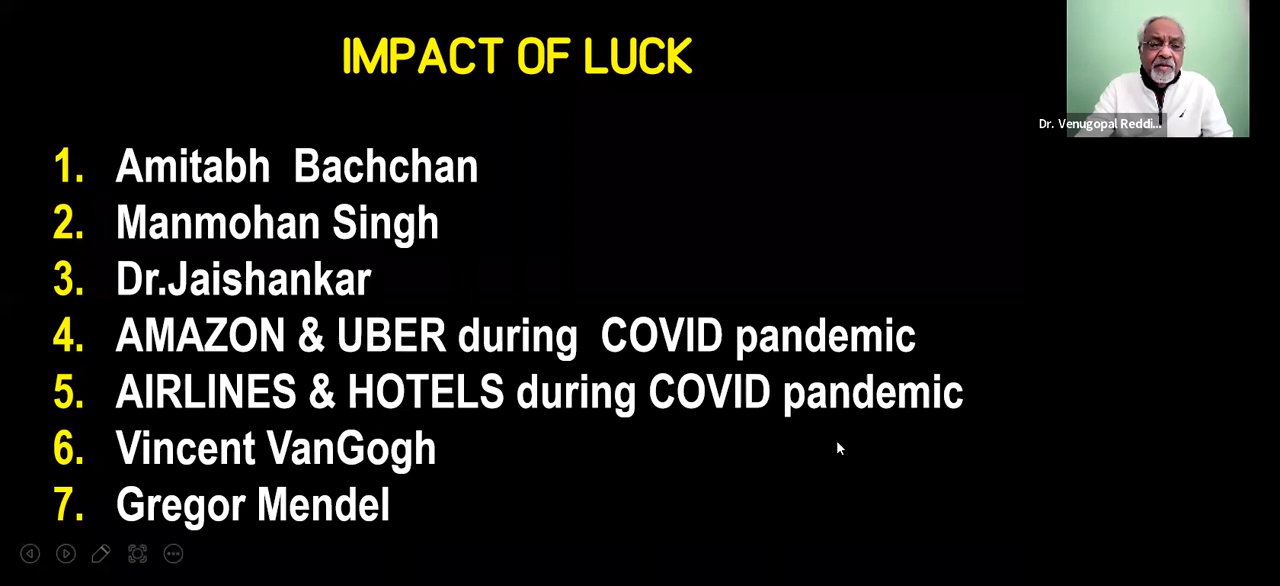 IMPACT OF LUCK
Dr. Venugopal Reddi...
1. Amitabh Bachchan
2. Manmohan Singh
3. Dr.Jaishankar
4. AMAZON & UBER during COVID pandemic
5. AIRLINES & HOTELS during COVID pandemic
6. Vincent VanGogh
7. Gregor Mendel